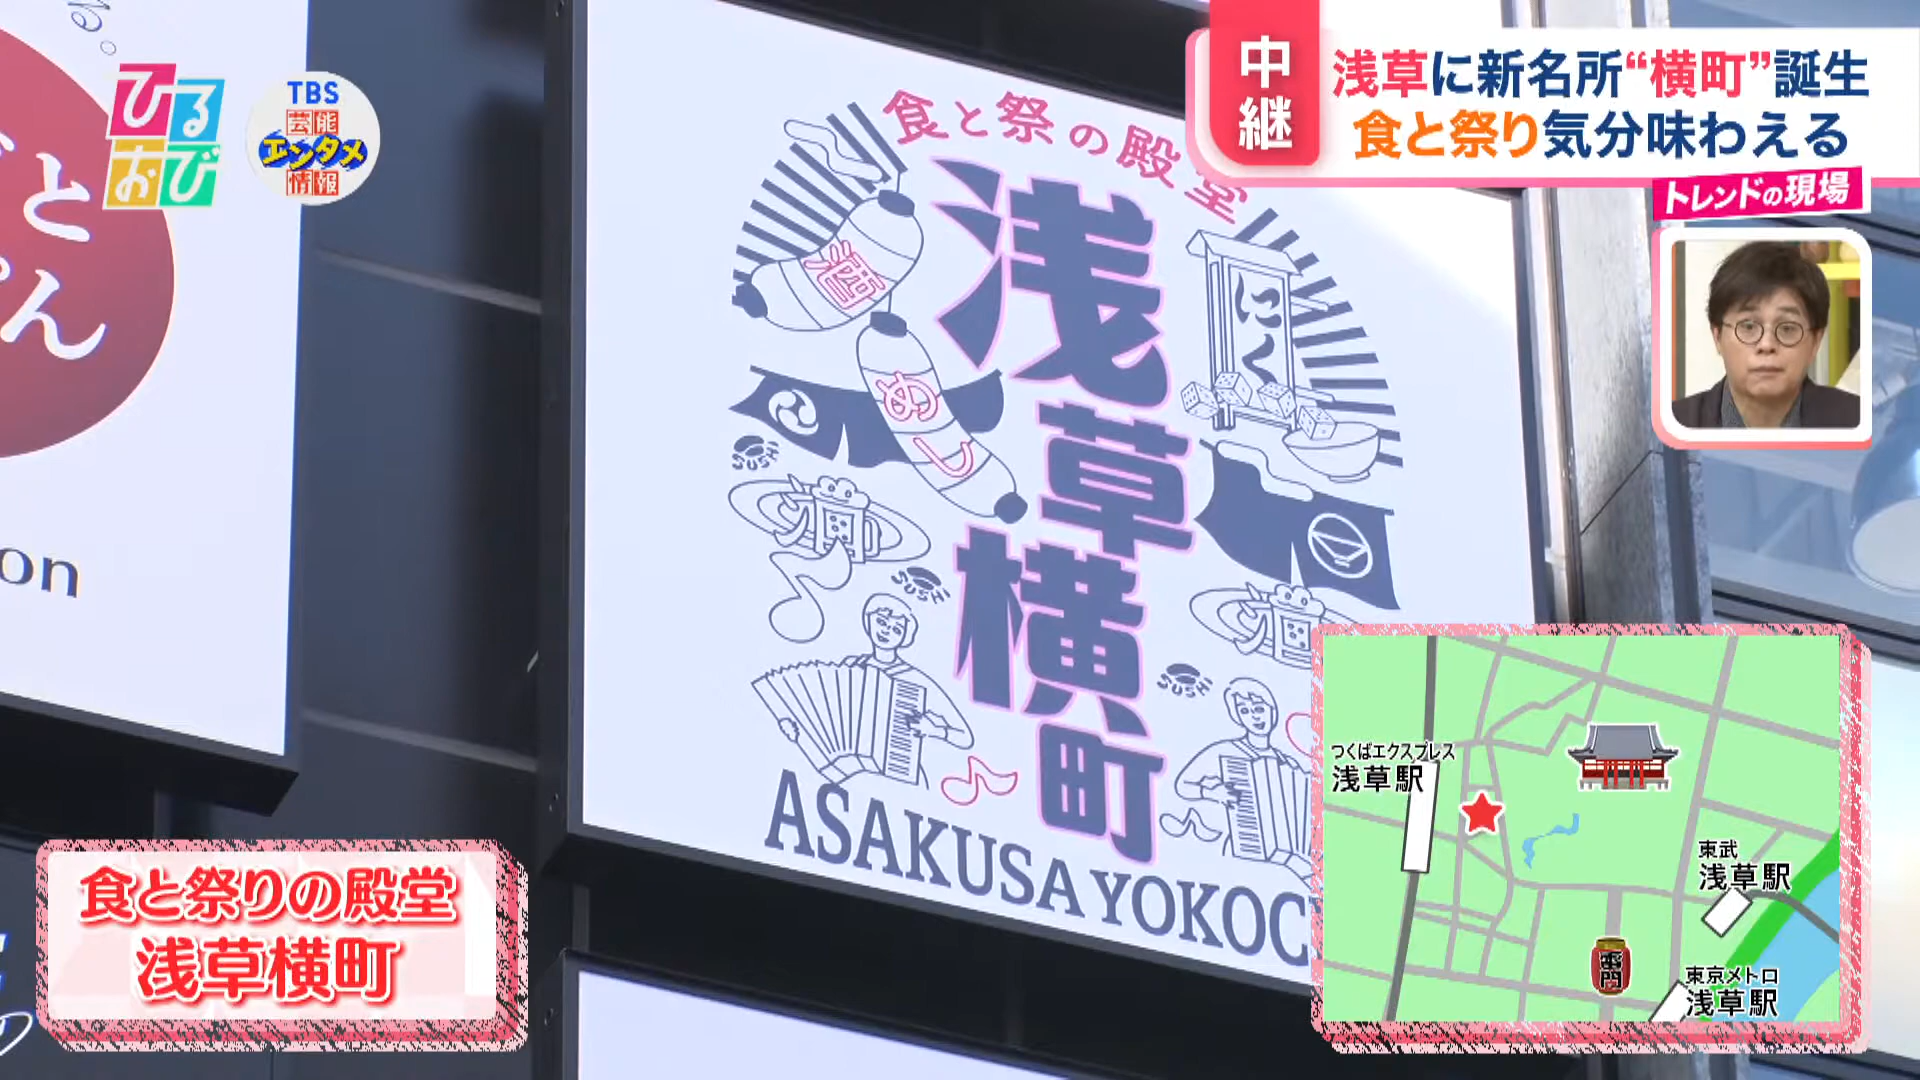 ひるおび
TBS
芸能
エンタメ
情報
中継
浅草に新名所“横町”誕生
食と祭り気分味わえる
トレンドの現場
食と祭の殿堂
浅草横町
酒
めし
にく
SUSHI
SUSHI
SUSHI
ASAKUSA YOKOC
と
ん
on
つくばエクスプレス
浅草駅
東武
浅草駅
東京メトロ
浅草駅
食と祭りの殿堂
浅草横町